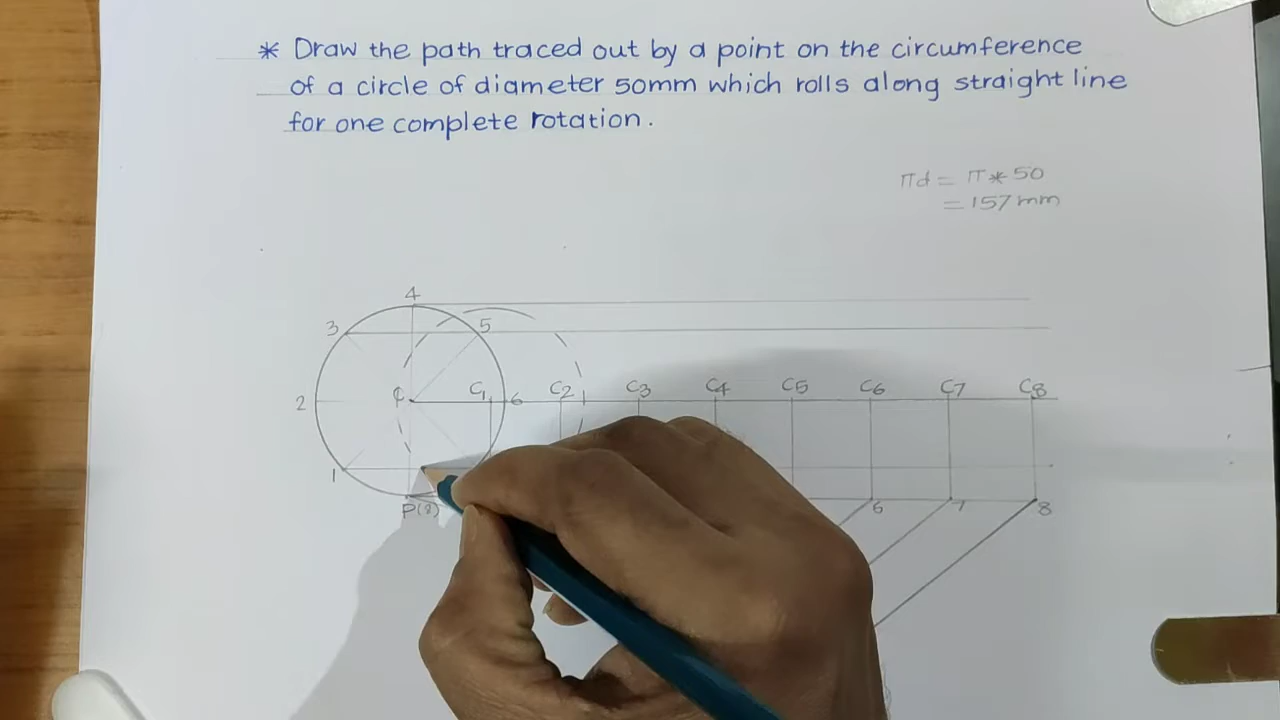 * Draw the path traced out by a point on the circumference
of a circle of diameter 50mm which rolls along straight line
for one complete rotation.
πd = π * 50
= 157 mm
4
3
5
C
C1
C2
C3
C4
C5
C6
C7
C8
2
6
1
P(8)
6
7
8